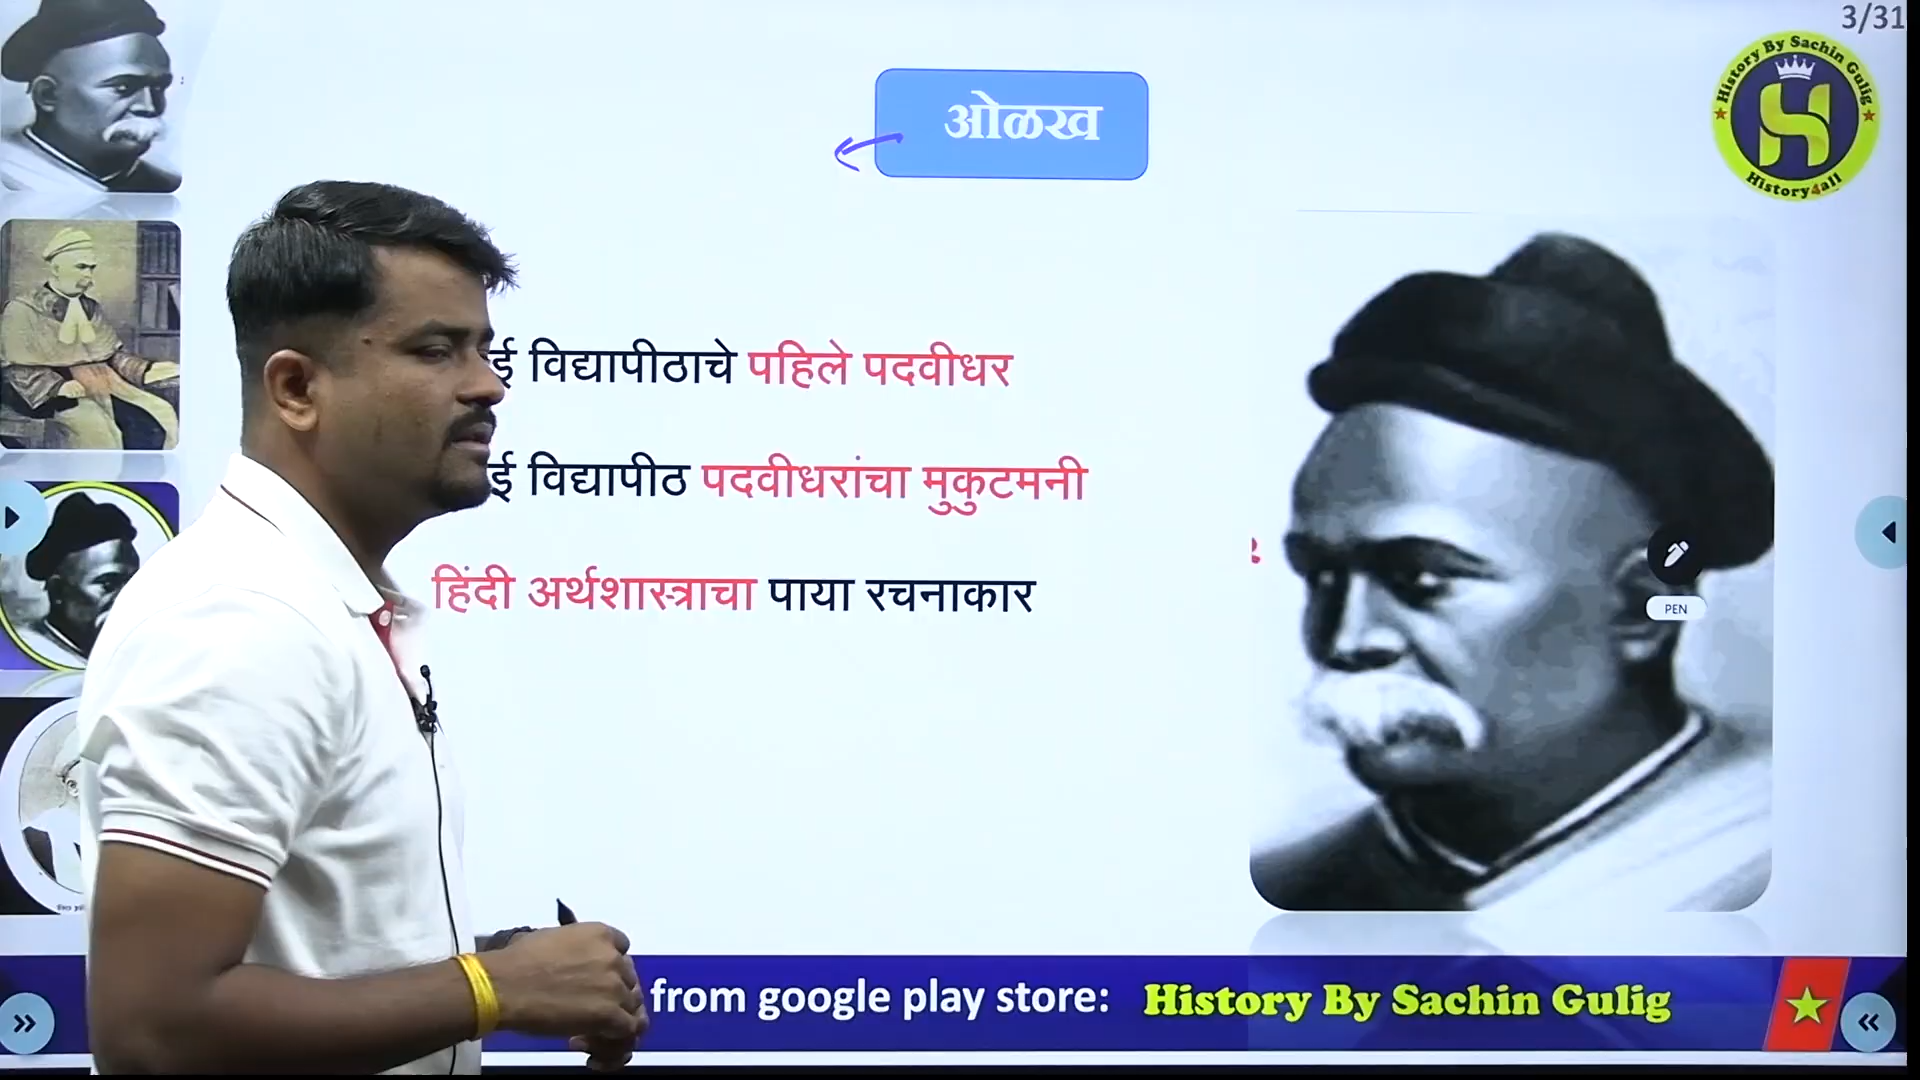 3/31
History By Sachin Gulig
History4all
ओळख
विद्यापीठाचे पहिले पदवीधर
विद्यापीठ पदवीधरांचा मुकुटमनी
हिंदी अर्थशास्त्राचा पाया रचनाकार
PEN
from google play store: History By Sachin Gulig